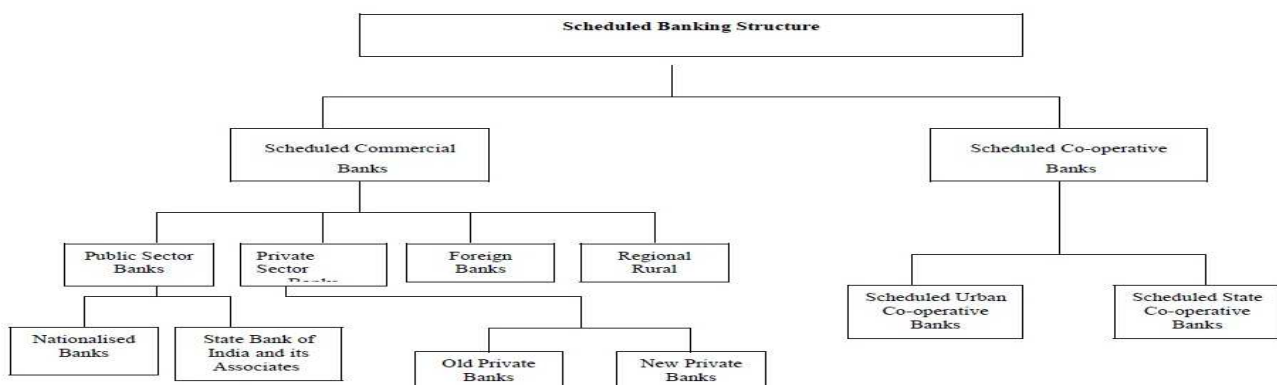 Scheduled Banking Structure
Scheduled Commercial
Banks
Scheduled Co-operative
Banks
Public Sector
Banks
Private
Sector
Banks
Foreign
Banks
Regional
Rural
Nationalised
Banks
State Bank of
India and its
Associates
Old Private
Banks
New Private
Banks
Scheduled Urban
Co-operative
Banks
Scheduled State
Co-operative
Banks